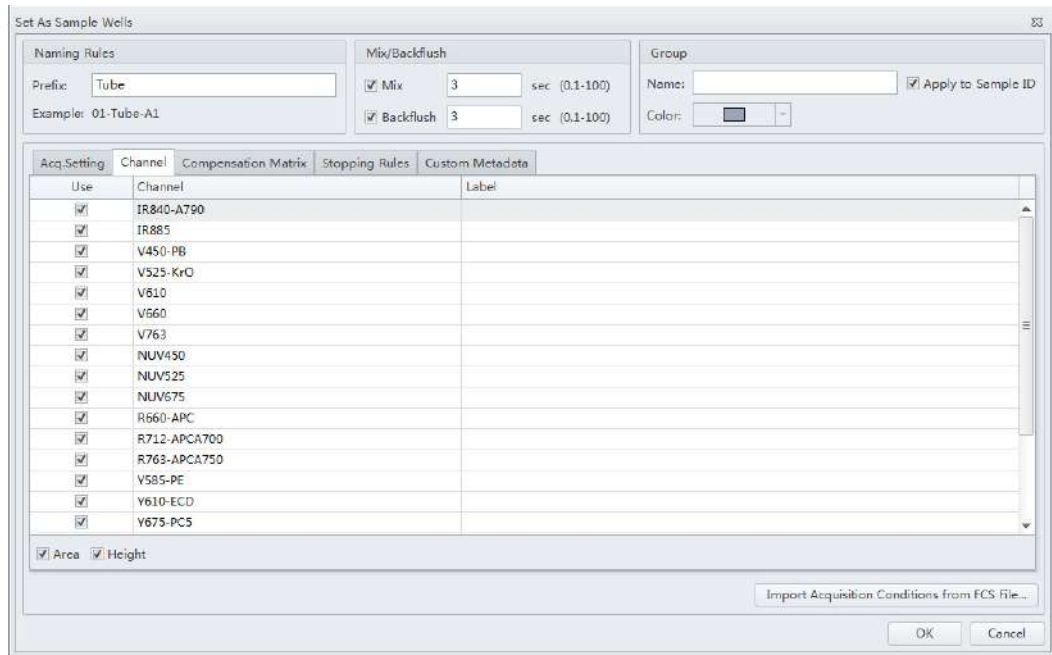 Set As Sample Wells
Naming Rules
Prefix: Tube
Example: 01-Tube-A1
Mix/Backflush
Mix 3 sec (0.1-100)
Backflush 3 sec (0.1-100)
Group
Name: Apply to Sample ID
Color:
Acq.Setting Channel Compensation Matrix Stopping Rules Custom Metadata
Use Channel Label
IR840-A790
IR885
V450-PB
V525-KrO
V610
V660
V763
NUV450
NUV525
NUV675
R660-APC
R712-APCA700
R763-APCA750
Y585-PE
Y610-ECD
Y675-PC5
Area Height
Import Acquisition Conditions from FCS File...
OK Cancel